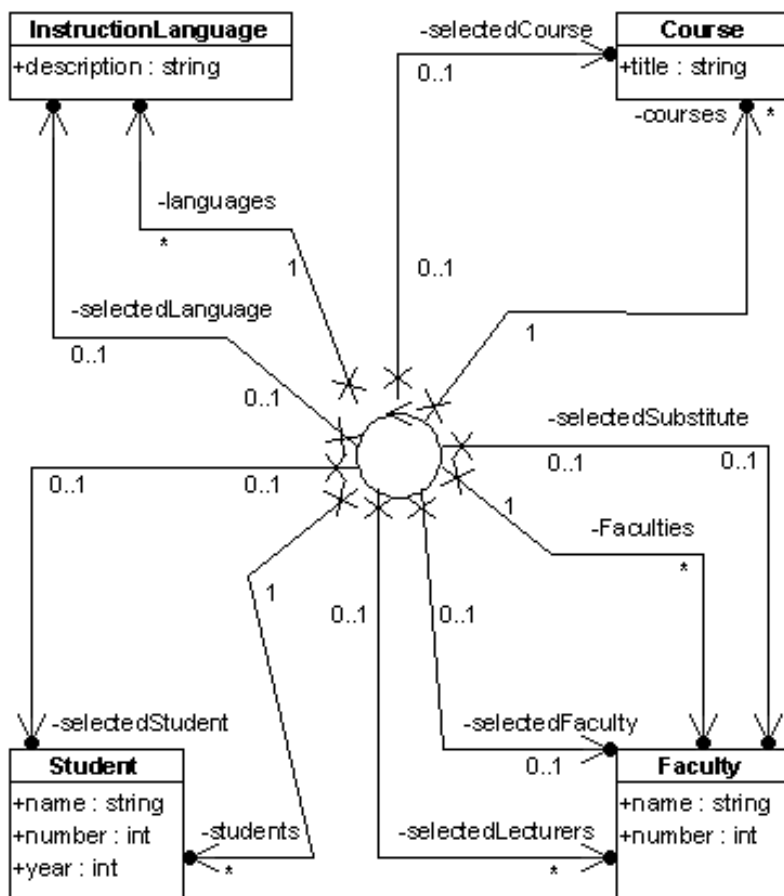 InstructionLanguage
+description : string
-selectedCourse
0..1
Course
+title : string
-courses
*
-languages
*
1
0..1
1
-selectedLanguage
0..1
0..1
-selectedSubstitute
0..1
0..1
0..1
0..1
1
-Faculties
*
1
0..1
0..1
-selectedStudent
-selectedFaculty
0..1
Student
+name : string
+number : int
+year : int
-students
*
-selectedLecturers
*
Faculty
+name : string
+number : int